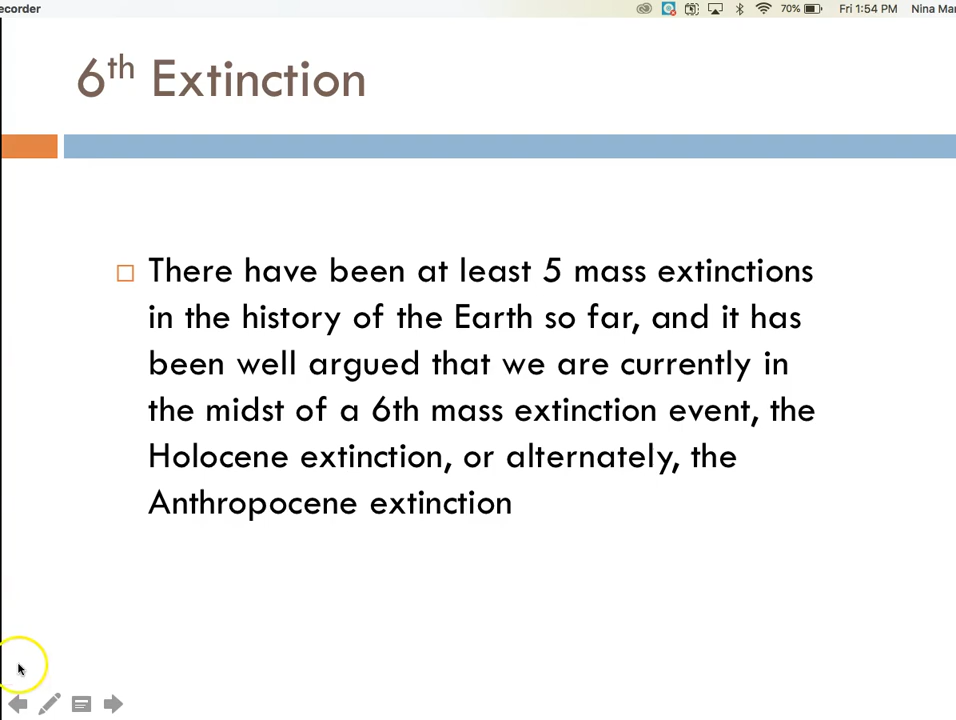 ecorder 70% Fri 1:54 PM Nina Mar
6th Extinction
There have been at least 5 mass extinctions
in the history of the Earth so far, and it has
been well argued that we are currently in
the midst of a 6th mass extinction event, the
Holocene extinction, or alternately, the
Anthropocene extinction